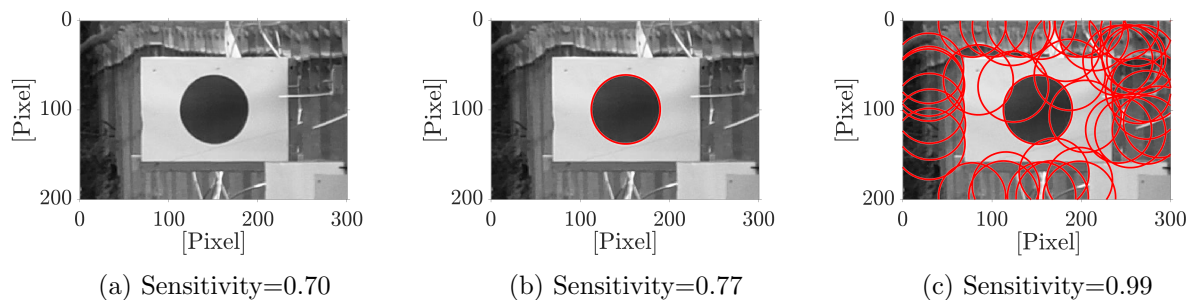 0
100
200
[Pixel]
0 100 200 300
[Pixel]
(a) Sensitivity=0.70
0
100
200
[Pixel]
0 100 200 300
[Pixel]
(b) Sensitivity=0.77
0
100
200
[Pixel]
0 100 200 300
[Pixel]
(c) Sensitivity=0.99